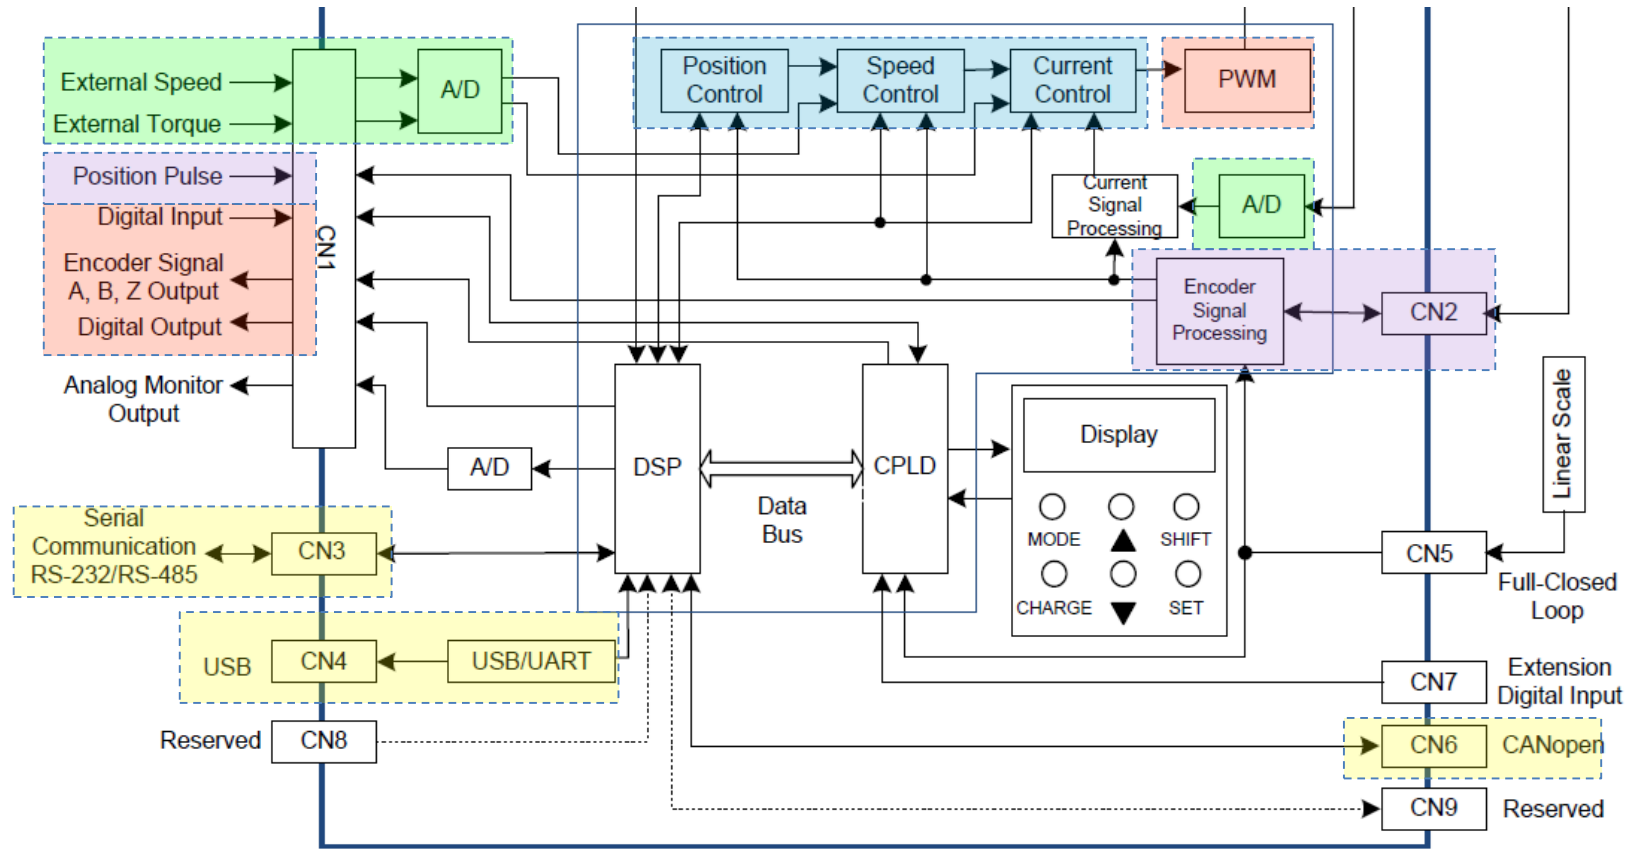 External Speed
External Torque
Position Pulse
Digital Input
Encoder Signal
A, B, Z Output
Digital Output
Analog Monitor
Output
CN1
A/D
Position
Control
Speed
Control
Current
Control
PWM
Current
Signal
Processing
A/D
Encoder
Signal
Processing
CN2
Linear Scale
A/D
DSP
Data
Bus
CPLD
Display
MODE
SHIFT
CHARGE
SET
Serial
Communication
RS-232/RS-485
CN3
CN5
Full-Closed
Loop
USB
CN4
USB/UART
CN7
Extension
Digital Input
Reserved
CN8
CN6
CANopen
CN9
Reserved